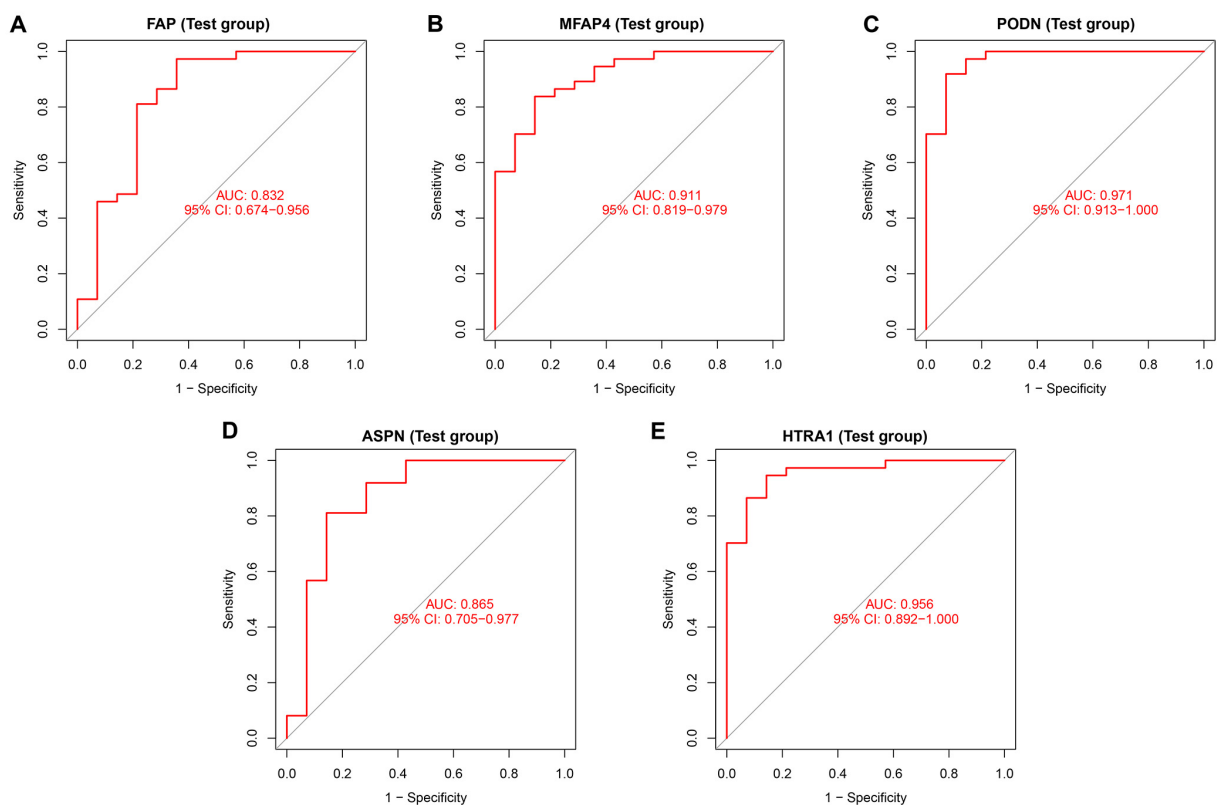 A
FAP (Test group)
Sensitivity
0.0
0.2
0.4
0.6
0.8
1.0
AUC: 0.832
95% CI: 0.674−0.956
0.0 0.2 0.4 0.6 0.8 1.0
1 − Specificity
B
MFAP4 (Test group)
Sensitivity
0.0
0.2
0.4
0.6
0.8
1.0
AUC: 0.911
95% CI: 0.819−0.979
0.0 0.2 0.4 0.6 0.8 1.0
1 − Specificity
C
PODN (Test group)
Sensitivity
0.0
0.2
0.4
0.6
0.8
1.0
AUC: 0.971
95% CI: 0.913−1.000
0.0 0.2 0.4 0.6 0.8 1.0
1 − Specificity
D
ASPN (Test group)
Sensitivity
0.0
0.2
0.4
0.6
0.8
1.0
AUC: 0.865
95% CI: 0.705−0.977
0.0 0.2 0.4 0.6 0.8 1.0
1 − Specificity
E
HTRA1 (Test group)
Sensitivity
0.0
0.2
0.4
0.6
0.8
1.0
AUC: 0.956
95% CI: 0.892−1.000
0.0 0.2 0.4 0.6 0.8 1.0
1 − Specificity